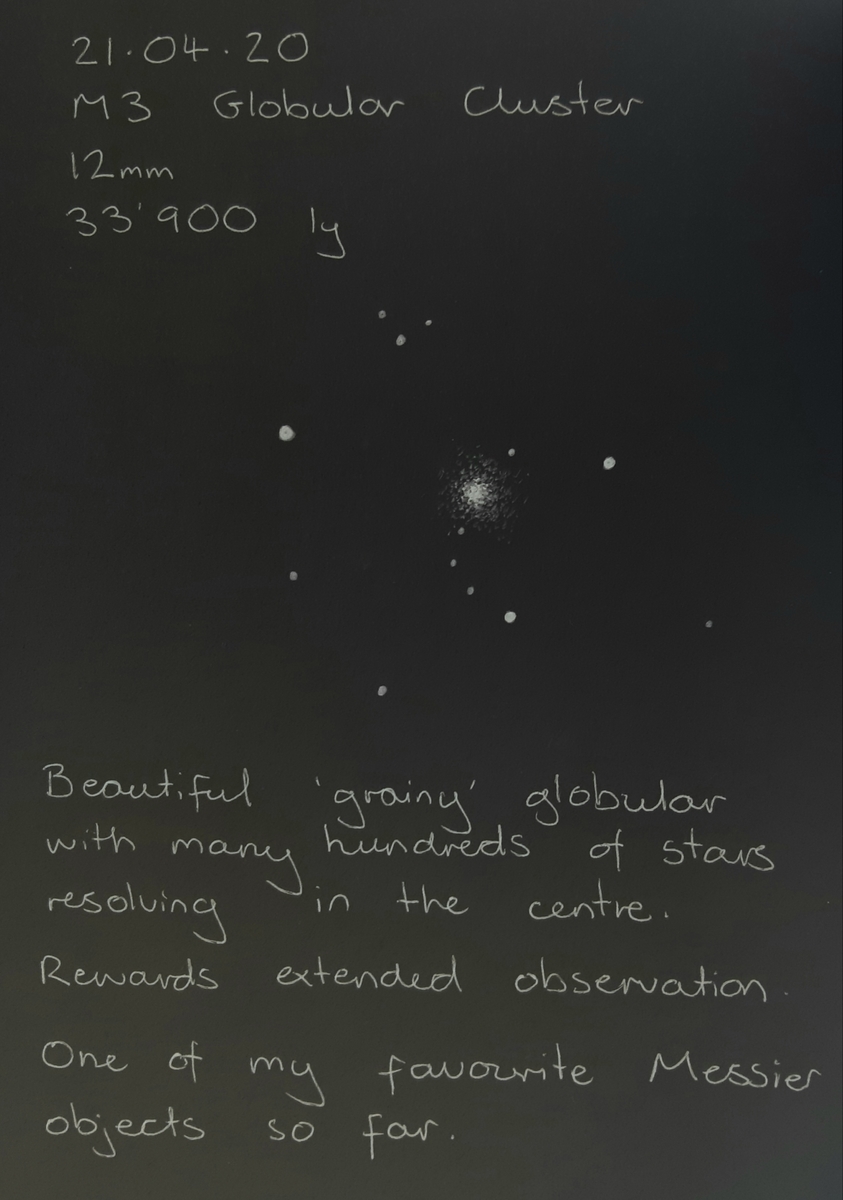 21.04.20
M3 Globular Cluster
12mm
33'900 ly
Beautiful 'grainy' globular
with many hundreds of stars
resolving in the centre.
Rewards extended observation.
One of my favourite Messier
objects so far.